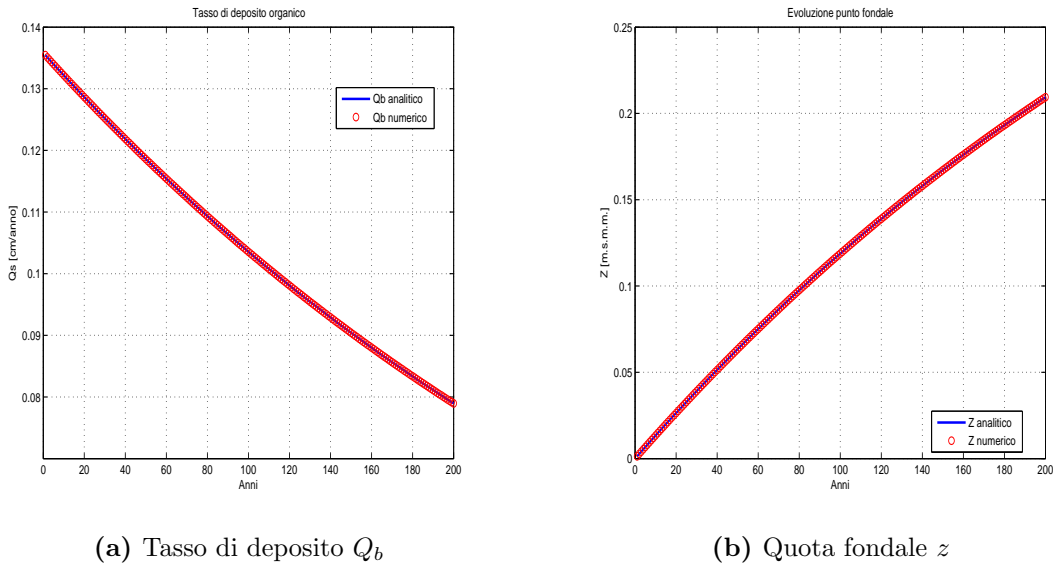 Tasso di deposito organico
0.14
0.13
0.12
0.11
0.1
0.09
0.08
Qs [cm/anno]
0 20 40 60 80 100 120 140 160 180 200
Anni
Qb analitico
Qb numerico
(a) Tasso di deposito Q_b
Evoluzione punto fondale
0.25
0.2
0.15
0.1
0.05
0
Z [m.s.m.m.]
0 20 40 60 80 100 120 140 160 180 200
Anni
Z analitico
Z numerico
(b) Quota fondale z